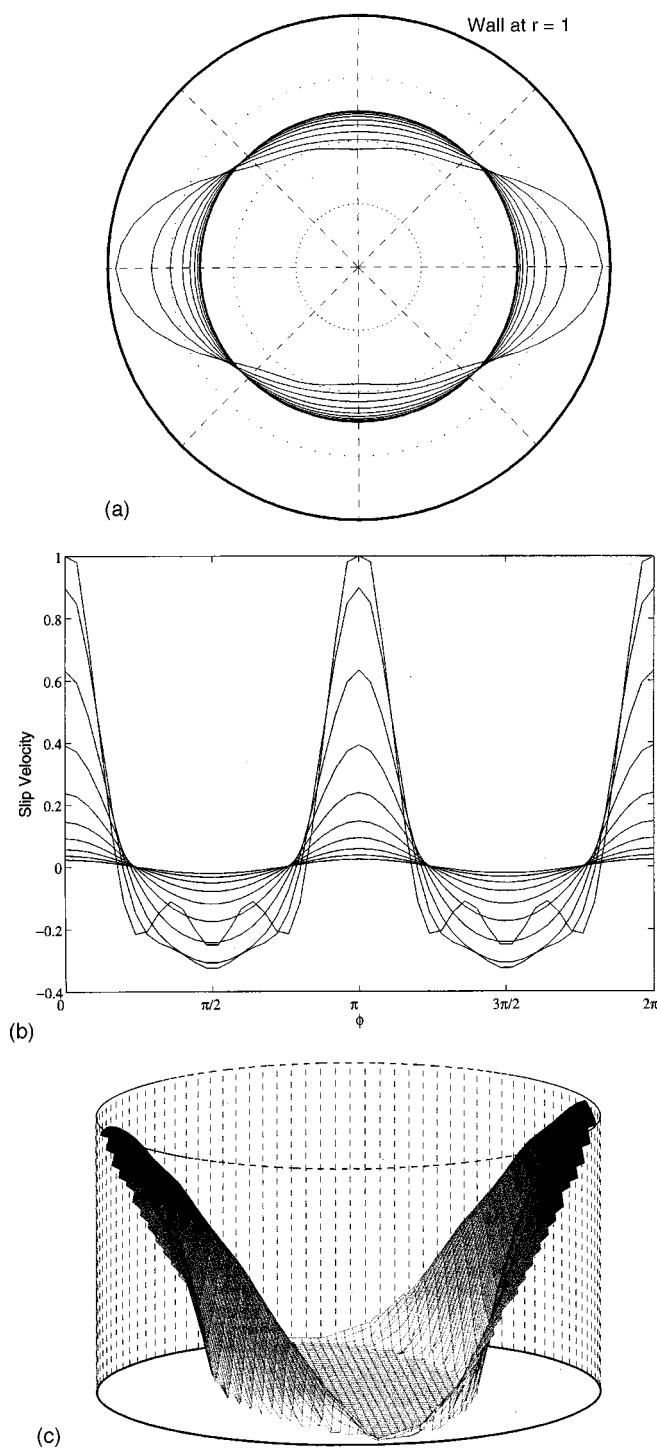 Wall at r = 1
(a)
1
0.8
0.6
0.4
0.2
0
−0.2
−0.4
Slip Velocity
0
π/2
π
3π/2
2π
ϕ
(b)
(c)